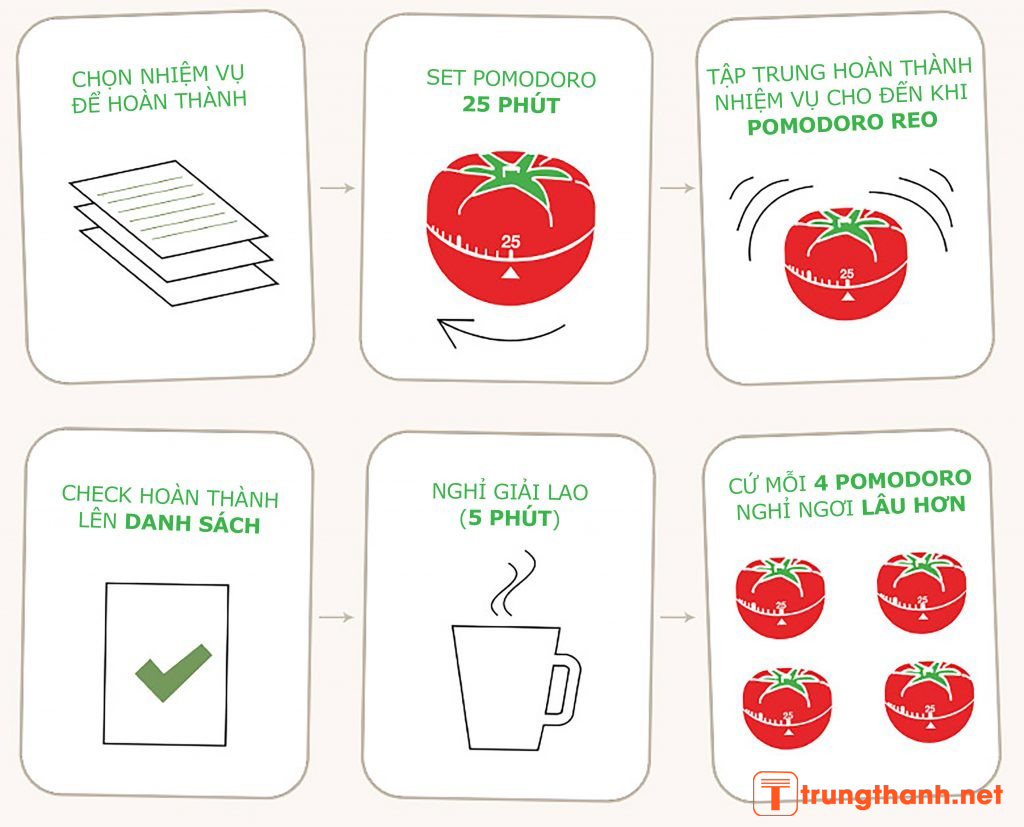 CHỌN NHIỆM VỤ
ĐỂ HOÀN THÀNH
SET POMODORO
25 PHÚT
TẬP TRUNG HOÀN THÀNH
NHIỆM VỤ CHO ĐẾN KHI
POMODORO REO
25
25
CHECK HOÀN THÀNH
LÊN DANH SÁCH
NGHỈ GIẢI LAO
(5 PHÚT)
CỨ MỖI 4 POMODORO
NGHỈ NGƠI LÂU HƠN
25
25
25
25
trungthanh.net